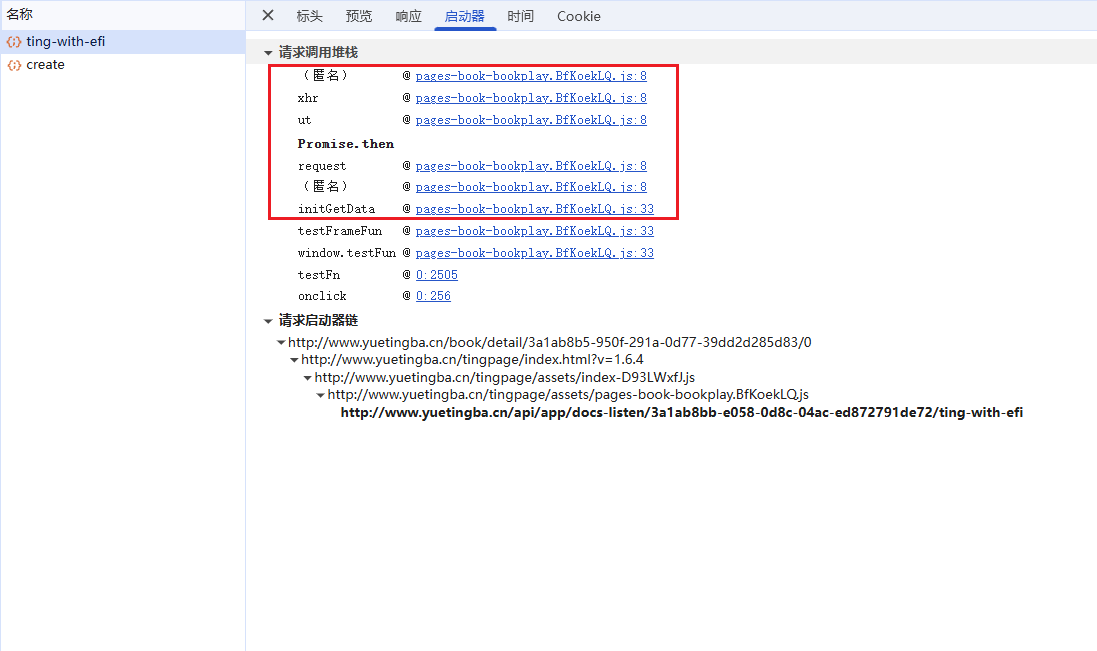 名称
ting-with-efi
create
标头 预览 响应 启动器 时间 Cookie
请求调用堆栈
（匿名） @ pages-book-bookplay.BfKoekLQ.js:8
xhr @ pages-book-bookplay.BfKoekLQ.js:8
ut @ pages-book-bookplay.BfKoekLQ.js:8
Promise.then
request @ pages-book-bookplay.BfKoekLQ.js:8
（匿名） @ pages-book-bookplay.BfKoekLQ.js:8
initGetData @ pages-book-bookplay.BfKoekLQ.js:33
testFrameFun @ pages-book-bookplay.BfKoekLQ.js:33
window.testFun @ pages-book-bookplay.BfKoekLQ.js:33
testFn @ 0:2505
onclick @ 0:256
请求启动器链
http://www.yuetingba.cn/book/detail/3a1ab8b5-950f-291a-0d77-39dd2d285d83/0
http://www.yuetingba.cn/tingpage/index.html?v=1.6.4
http://www.yuetingba.cn/tingpage/assets/index-D93LWxfJ.js
http://www.yuetingba.cn/tingpage/assets/pages-book-bookplay.BfKoekLQ.js
http://www.yuetingba.cn/api/app/docs-listen/3a1ab8bb-e058-0d8c-04ac-ed872791de72/ting-with-efi